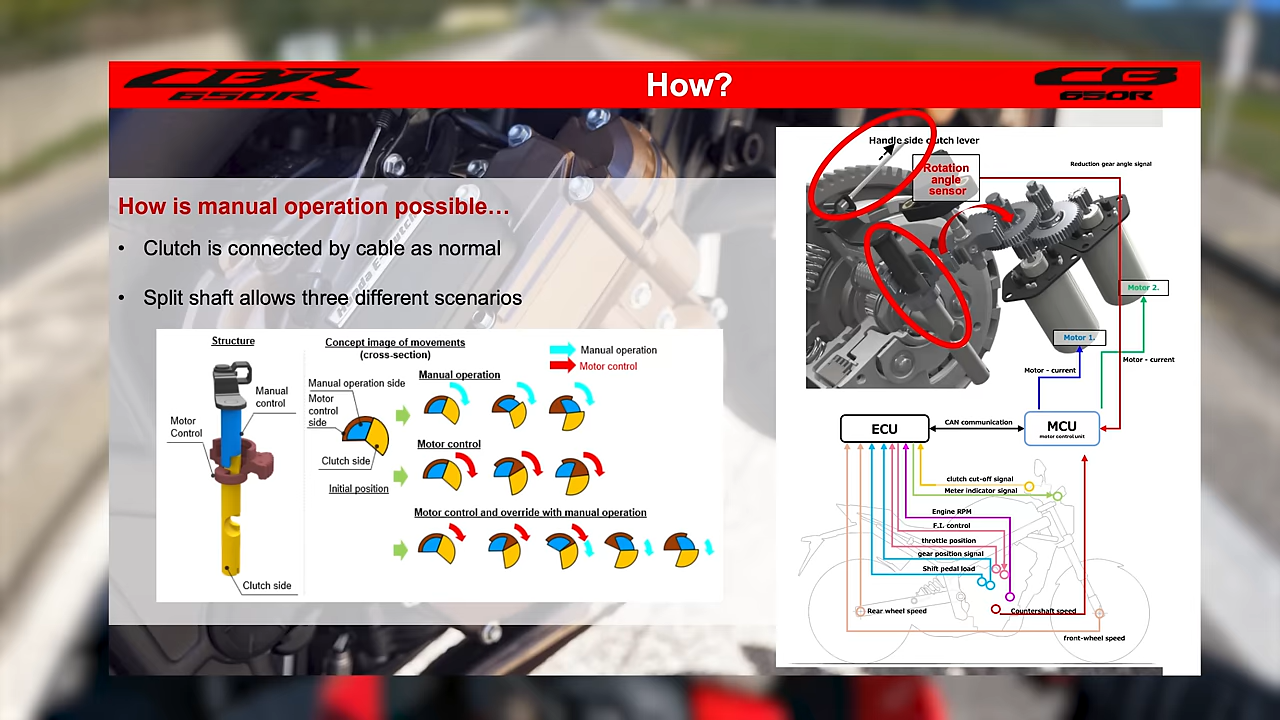 CBR
650R
How?
CB
650R
How is manual operation possible…
• Clutch is connected by cable as normal
• Split shaft allows three different scenarios
Structure
Manual
control
Motor
Control
Clutch side
Concept image of movements
(cross-section)
Manual operation
Motor control
Manual operation side
Motor
control
side
Clutch side
Initial position
Manual operation
Motor control
Motor control and override with manual operation
Handle side clutch lever
Rotation
angle
sensor
Reduction gear angle signal
Motor 2.
Motor 1.
Motor - current
Motor - current
ECU
CAN communication
MCU
motor control unit
clutch cut-off signal
Meter indicator signal
Engine RPM
F.I. control
throttle position
gear position signal
Shift pedal load
Rear wheel speed
Countershaft speed
front-wheel speed